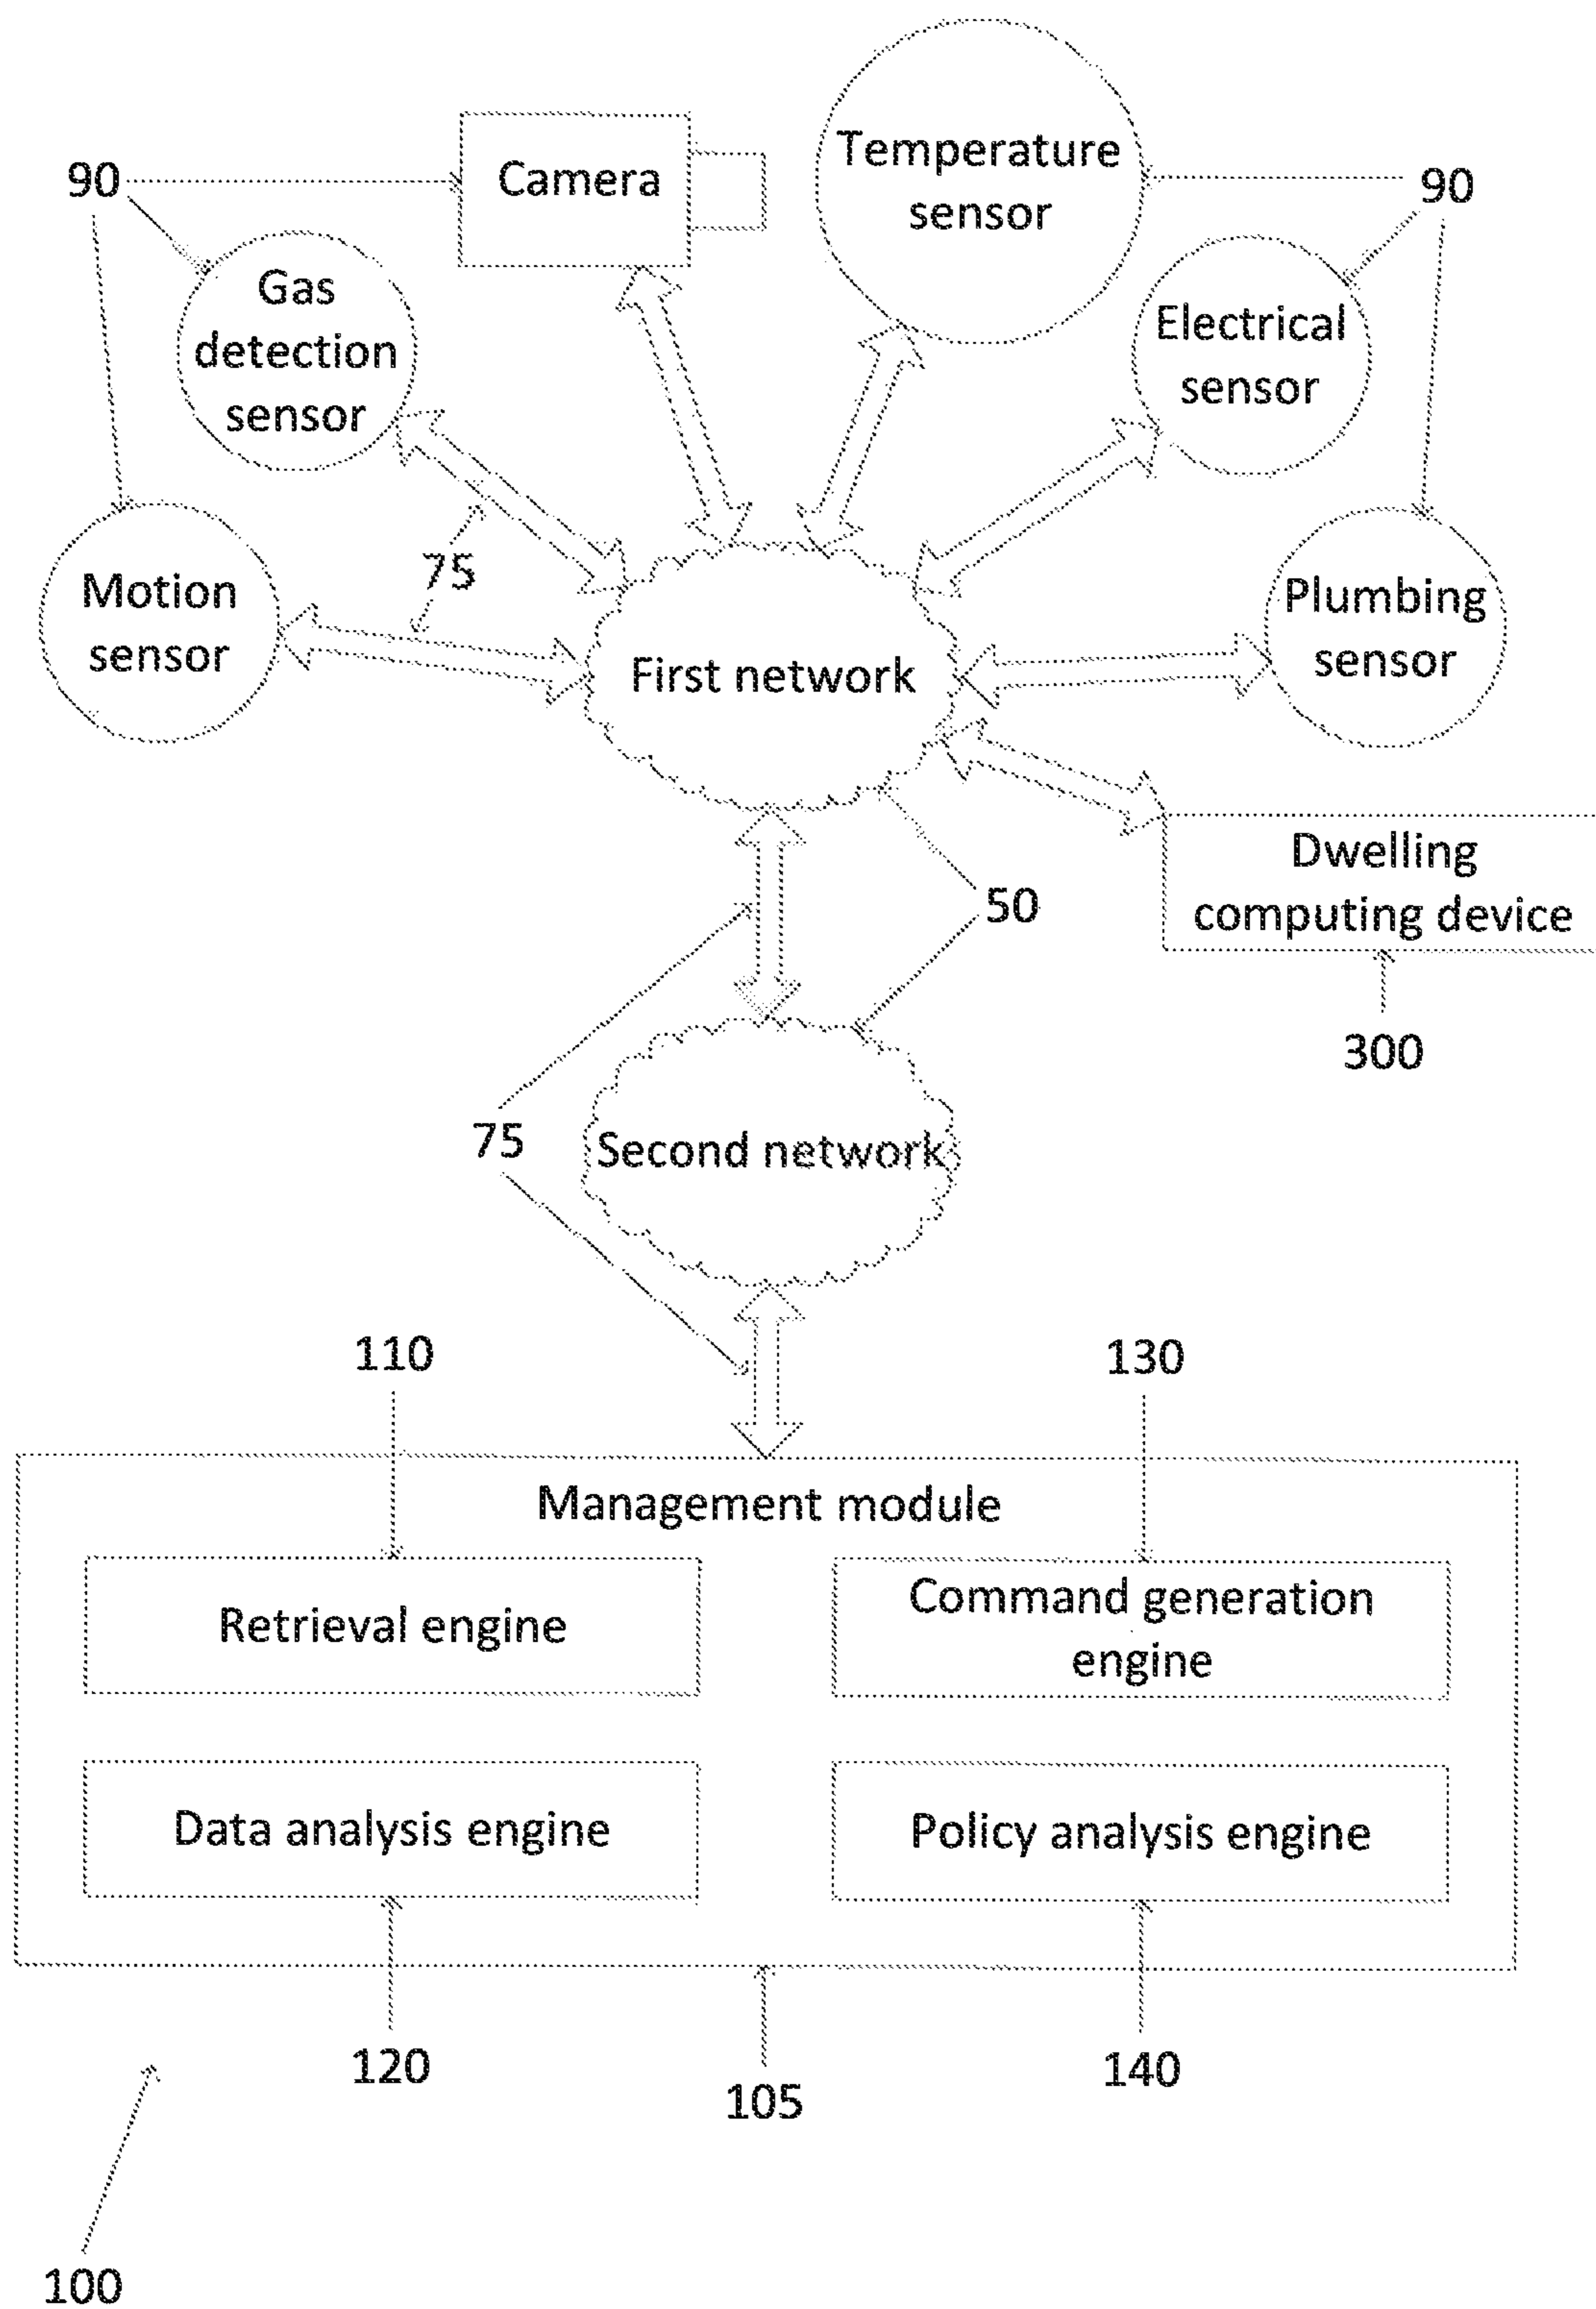 Camera
Temperature
sensor
90
90
Gas
detection
sensor
Electrical
sensor
75
Motion
sensor
Plumbing
sensor
First network
Dwelling
computing device
50
300
75
Second network
110
130
Management module
Retrieval engine
Command generation
engine
Data analysis engine
Policy analysis engine
120
140
105
100